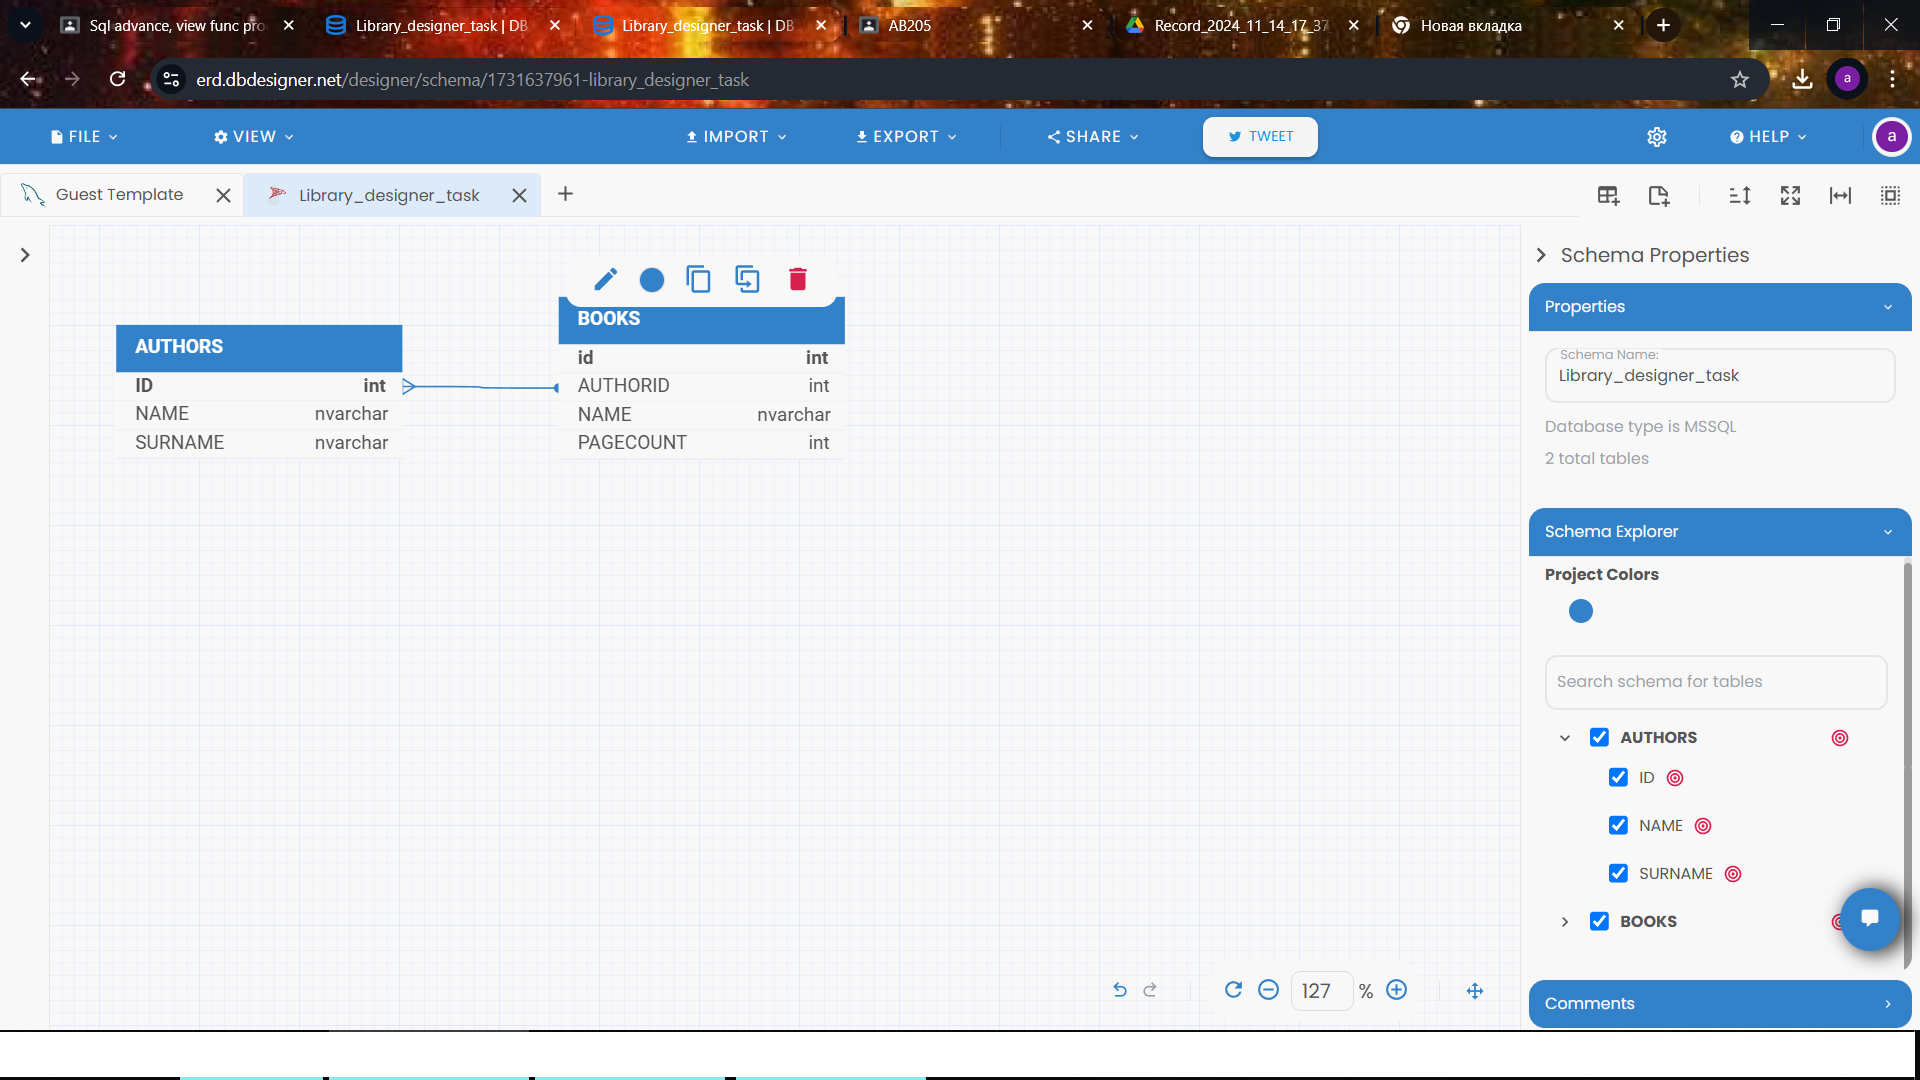 Sql advance, view func pro
Library_designer_task | DB
Library_designer_task | DB
AB205
Record_2024_11_14_17_37
Новая вкладка
erd.dbdesigner.net/designer/schema/1731637961-library_designer_task
a
FILE
VIEW
IMPORT
EXPORT
SHARE
TWEET
HELP
a
Guest Template
Library_designer_task
AUTHORS
ID int
NAME nvarchar
SURNAME nvarchar
BOOKS
id int
AUTHORID int
NAME nvarchar
PAGECOUNT int
Schema Properties
Properties
Schema Name:
Library_designer_task
Database type is MSSQL
2 total tables
Schema Explorer
Project Colors
Search schema for tables
AUTHORS
ID
NAME
SURNAME
BOOKS
127 %
Comments